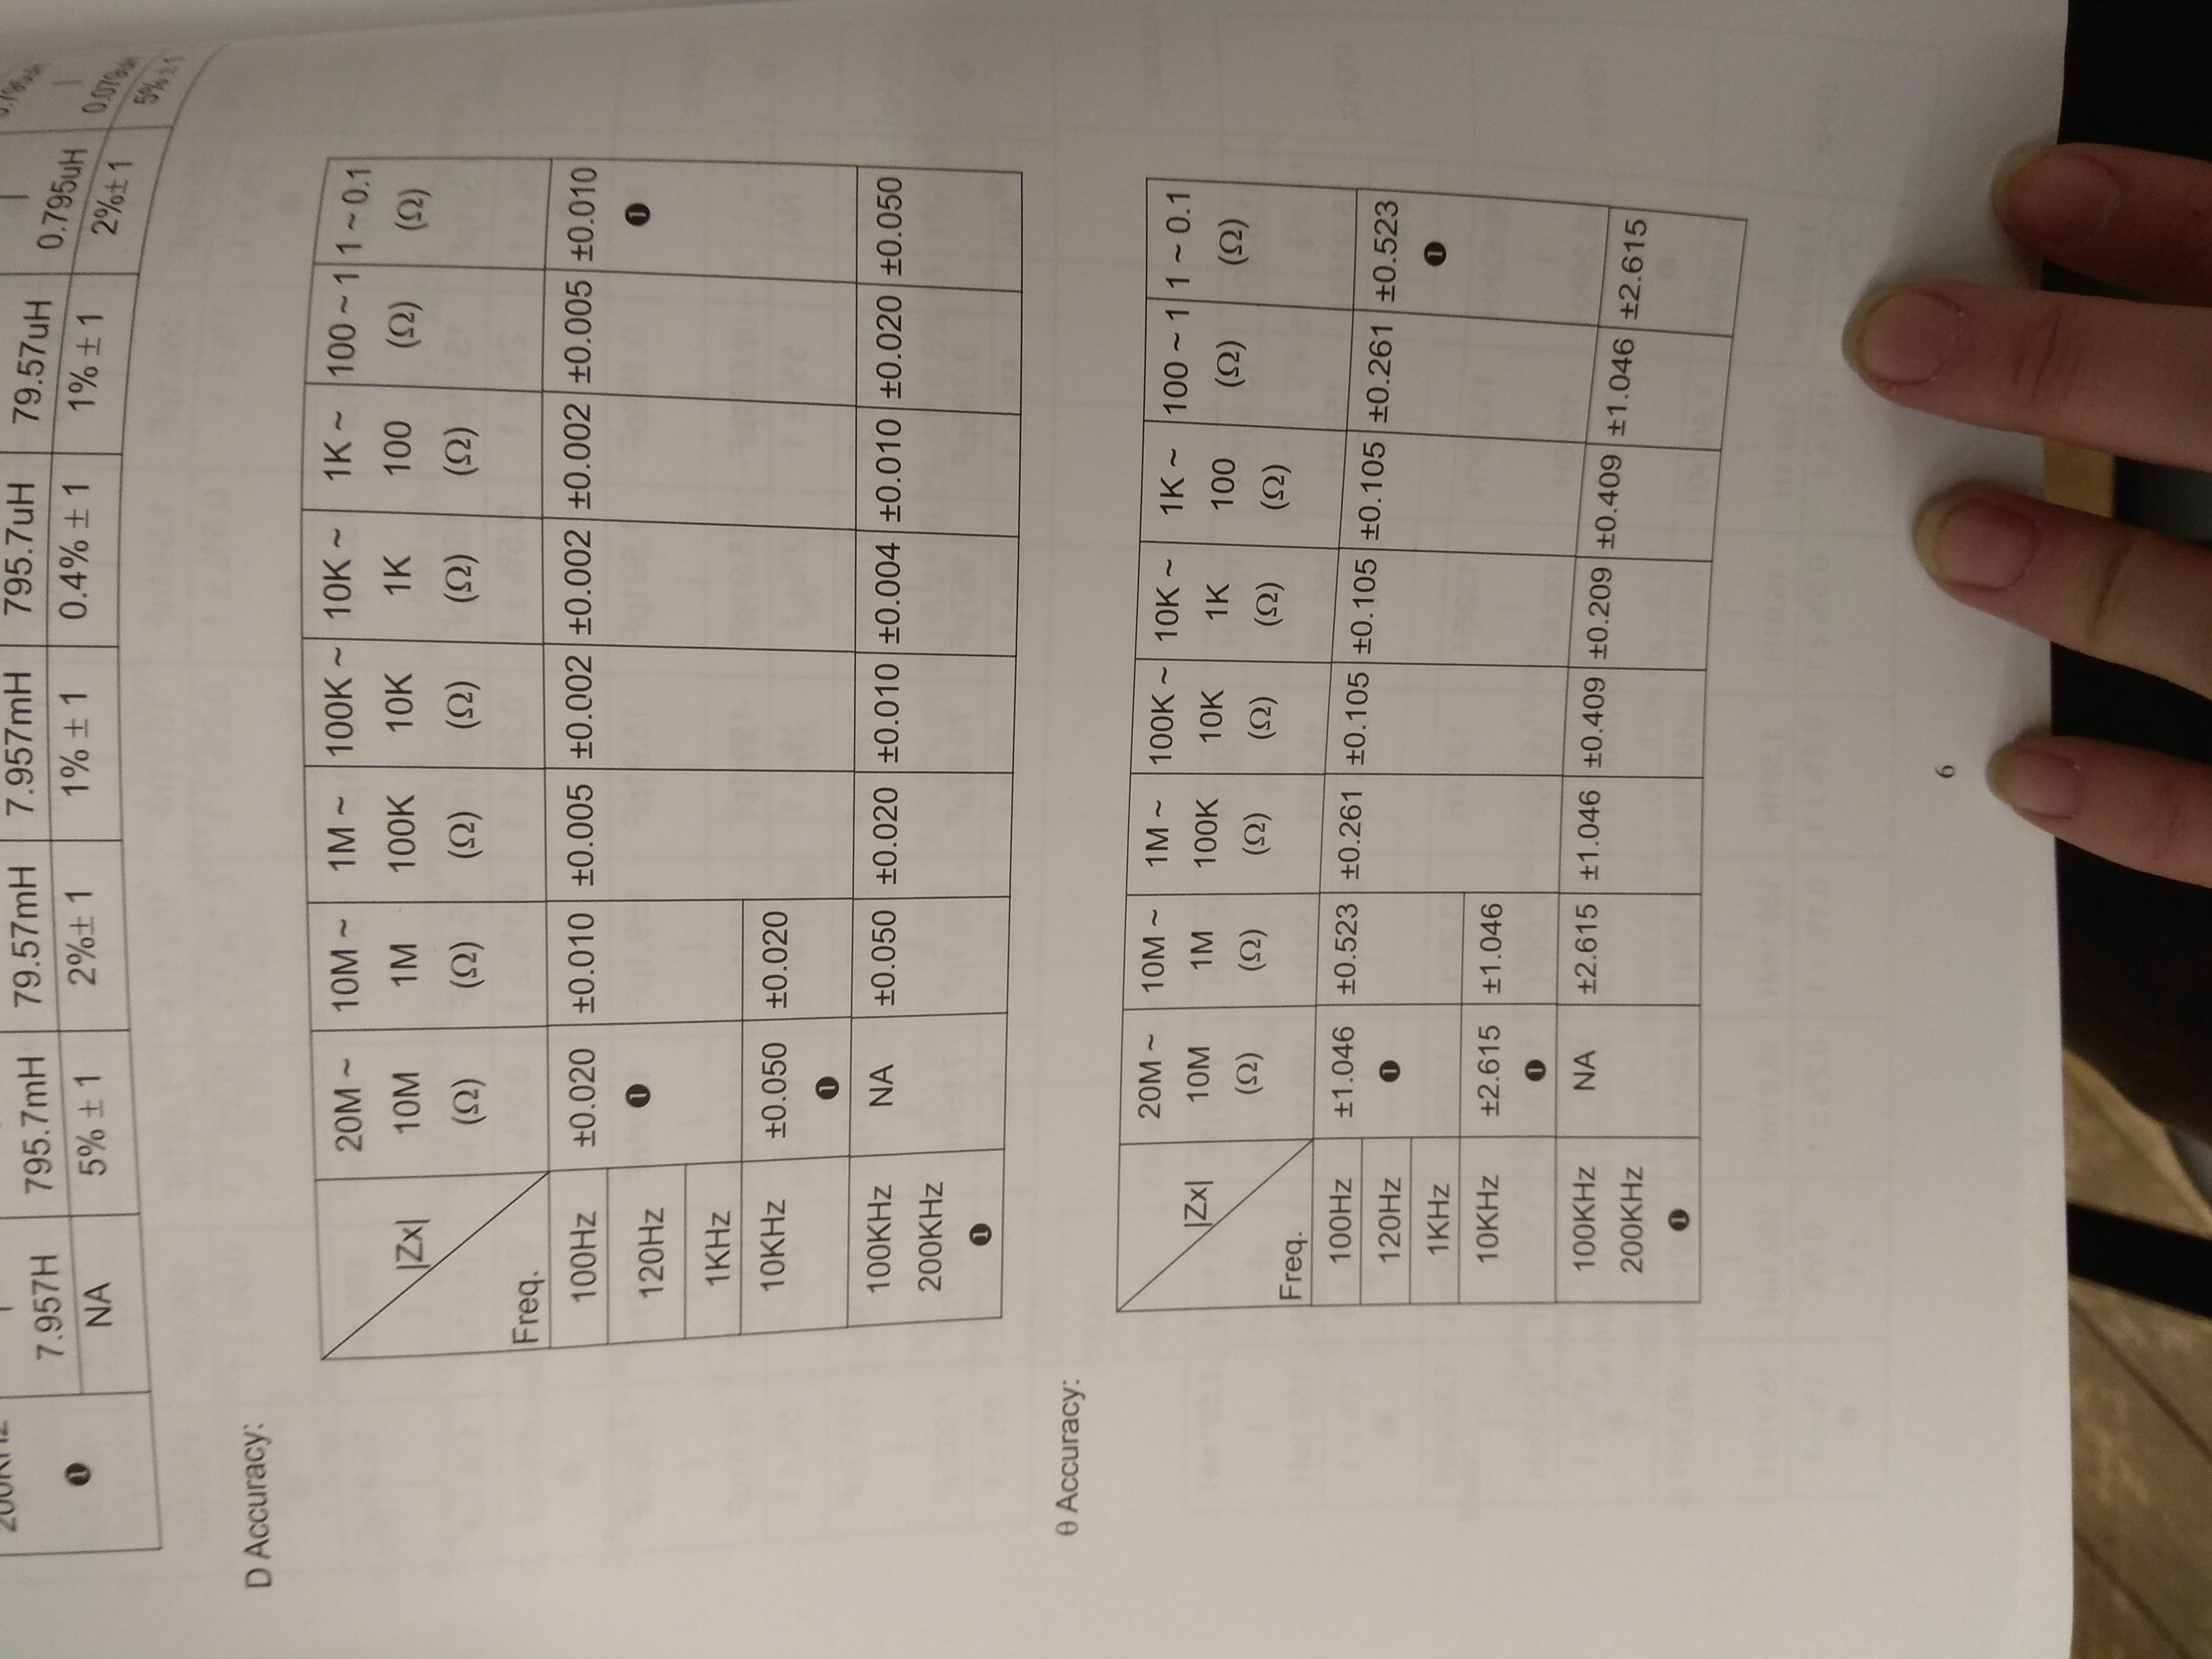 7.957H 795.7mH 79.57mH 7.957mH 795.7uH 79.57uH 0.795uH 0.079uH
❶ NA 5% ± 1 2%± 1 1% ± 1 0.4% ± 1 1% ± 1 2%± 1 5%±1
D Accuracy:
|Zx| 20M ~ 10M ~ 1M ~ 100K ~ 10K ~ 1K ~ 100 ~ 1 1 ~ 0.1
10M 1M 100K 10K 1K 100 (Ω) (Ω)
Freq. (Ω) (Ω) (Ω) (Ω) (Ω) (Ω)
100Hz ±0.020 ±0.010 ±0.005 ±0.002 ±0.002 ±0.002 ±0.005 ±0.010
120Hz ❶ ❶
1KHz
10KHz ±0.050 ±0.020
❶
100KHz NA ±0.050 ±0.020 ±0.010 ±0.004 ±0.010 ±0.020 ±0.050
200KHz
❶
θ Accuracy:
|Zx| 20M ~ 10M ~ 1M ~ 100K ~ 10K ~ 1K ~ 100 ~ 1 1 ~ 0.1
10M 1M 100K 10K 1K 100 (Ω) (Ω)
Freq. (Ω) (Ω) (Ω) (Ω) (Ω) (Ω)
100Hz ±1.046 ±0.523 ±0.261 ±0.105 ±0.105 ±0.105 ±0.261 ±0.523
120Hz ❶ ❶
1KHz
10KHz ±2.615 ±1.046
❶
100KHz NA ±2.615 ±1.046 ±0.409 ±0.209 ±0.409 ±1.046 ±2.615
200KHz
❶
6